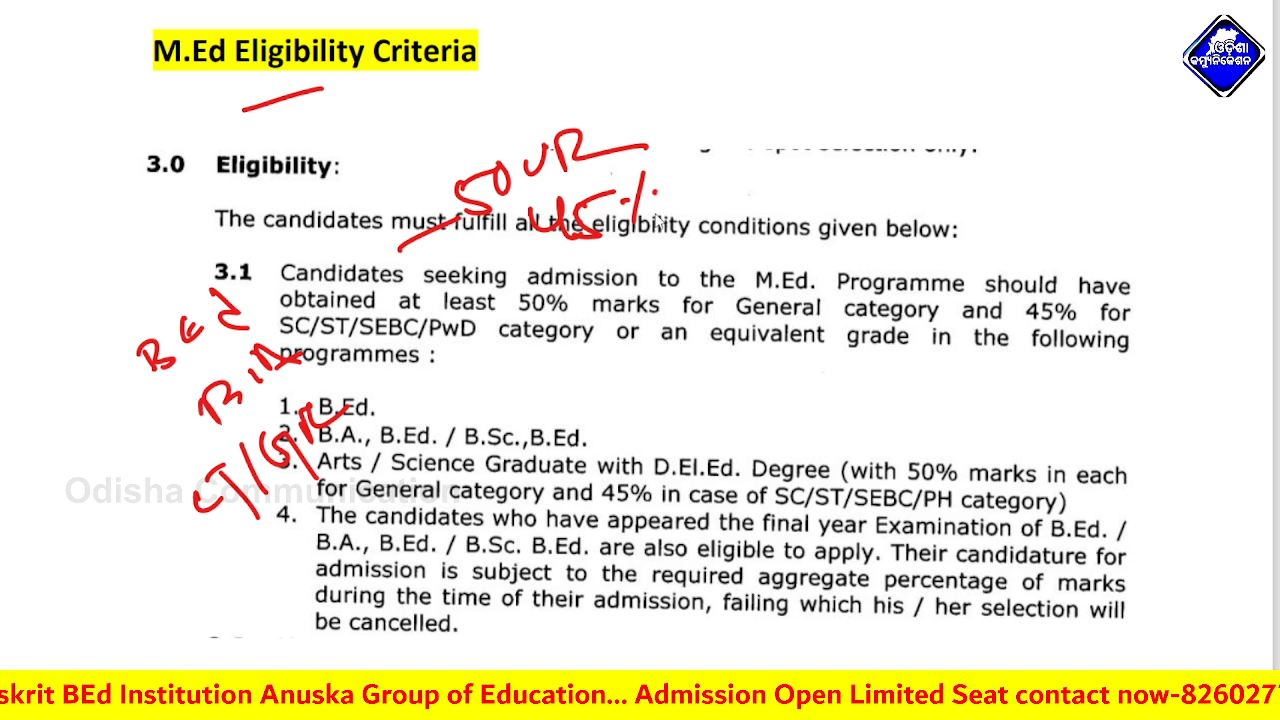 M.Ed Eligibility Criteria
ଓଡ଼ିଶା
କମ୍ୟୁନିକେଶନ
3.0 Eligibility:
50 UR
45%
The candidates must fulfill all the eligibility conditions given below:
3.1 Candidates seeking admission to the M.Ed. Programme should have
obtained at least 50% marks for General category and 45% for
SC/ST/SEBC/PwD category or an equivalent grade in the following
programmes :
BEd
1. B.Ed.
2. B.A., B.Ed. / B.Sc.,B.Ed.
3. Arts / Science Graduate with D.El.Ed. Degree (with 50% marks in each
for General category and 45% in case of SC/ST/SEBC/PH category)
Odisha Communication
4. The candidates who have appeared the final year Examination of B.Ed. /
B.A., B.Ed. / B.Sc. B.Ed. are also eligible to apply. Their candidature for
admission is subject to the required aggregate percentage of marks
during the time of their admission, failing which his / her selection will
be cancelled.
skrit BEd Institution Anuska Group of Education... Admission Open Limited Seat contact now-826027